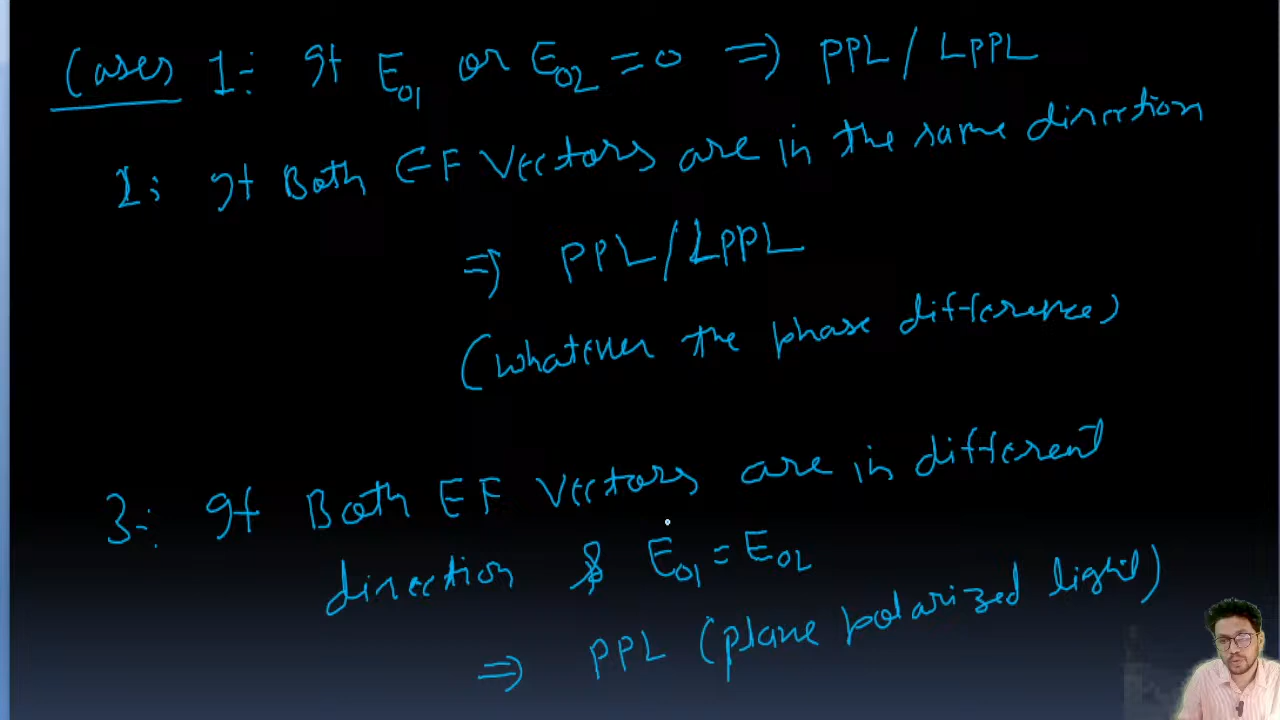 Cases 1:- If E01 or E02 = 0 ⇒ PPL / LPPL
2:- If Both EF Vectors are in the same direction
⇒ PPL / LPPL
(whatever the phase difference)
3:- If Both EF Vectors are in different
direction & E01 = E02
⇒ PPL (plane polarized light)